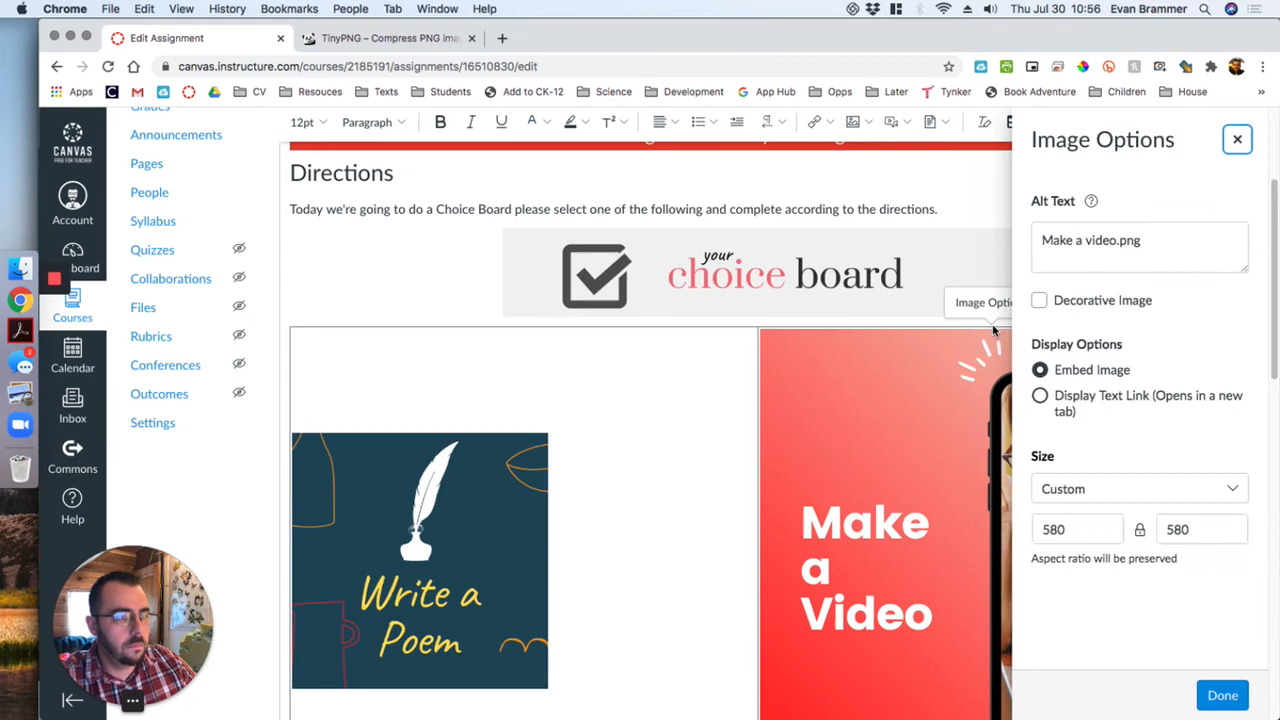 Chrome File Edit View History Bookmarks People Tab Window Help Thu Jul 30 10:56 Evan Brammer
Edit Assignment × TinyPNG – Compress PNG ima × +
canvas.instructure.com/courses/2185191/assignments/16510830/edit
Apps CV Resouces Texts Students Add to CK-12 Science Development App Hub Opps Later Tynker Book Adventure Children House »
CANVAS
FREE FOR TEACHER
Account
board
Courses
Calendar
Inbox
Commons
Help
Grades
Announcements
Pages
People
Syllabus
Quizzes
Collaborations
Files
Rubrics
Conferences
Outcomes
Settings
12pt Paragraph B I U A T²
Directions
Today we're going to do a Choice Board please select one of the following and complete according to the directions.
your
choice board
Image Optio
Write a
Poem
Make
a
Video
Image Options
Alt Text
Make a video.png
Decorative Image
Display Options
Embed Image
Display Text Link (Opens in a new
tab)
Size
Custom
580 580
Aspect ratio will be preserved
Done